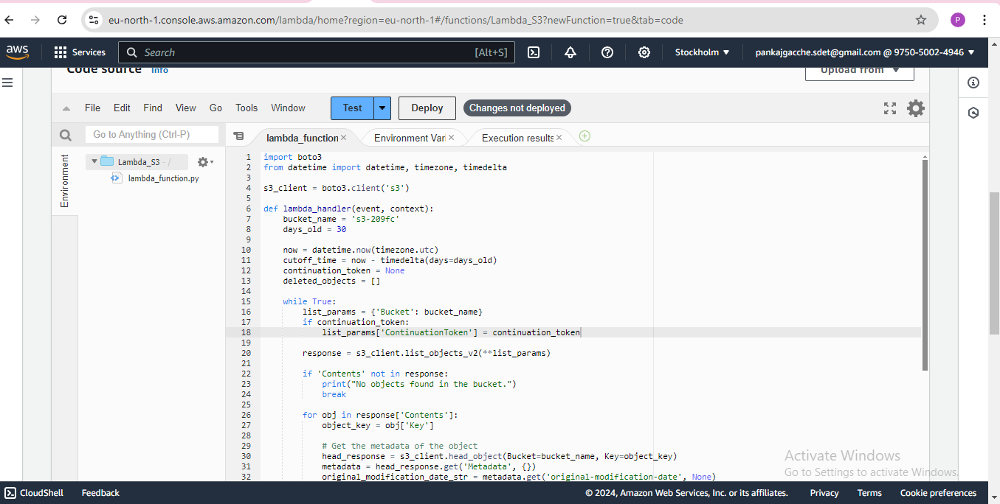 eu-north-1.console.aws.amazon.com/lambda/home?region=eu-north-1#/functions/Lambda_S3?newFunction=true&tab=code
P
aws
Services
Search
[Alt+S]
Stockholm
pankajgacche.sdet@gmail.com @ 9750-5002-4946
Code source Info
Upload from
File Edit Find View Go Tools Window
Test
Deploy
Changes not deployed
Go to Anything (Ctrl-P)
lambda_function
Environment Vari
Execution results
Environment
Lambda_S3 - /
lambda_function.py
1 import boto3
2 from datetime import datetime, timezone, timedelta
3
4 s3_client = boto3.client('s3')
5
6 def lambda_handler(event, context):
7 bucket_name = 's3-209fc'
8 days_old = 30
9
10 now = datetime.now(timezone.utc)
11 cutoff_time = now - timedelta(days=days_old)
12 continuation_token = None
13 deleted_objects = []
14
15 while True:
16 list_params = {'Bucket': bucket_name}
17 if continuation_token:
18 list_params['ContinuationToken'] = continuation_token
19
20 response = s3_client.list_objects_v2(**list_params)
21
22 if 'Contents' not in response:
23 print("No objects found in the bucket.")
24 break
25
26 for obj in response['Contents']:
27 object_key = obj['Key']
28
29 # Get the metadata of the object
30 head_response = s3_client.head_object(Bucket=bucket_name, Key=object_key)
31 metadata = head_response.get('Metadata', {})
32 original_modification_date_str = metadata.get('original-modification-date', None)
Activate Windows
Go to Settings to activate Windows.
CloudShell
Feedback
© 2024, Amazon Web Services, Inc. or its affiliates.
Privacy
Terms
Cookie preferences